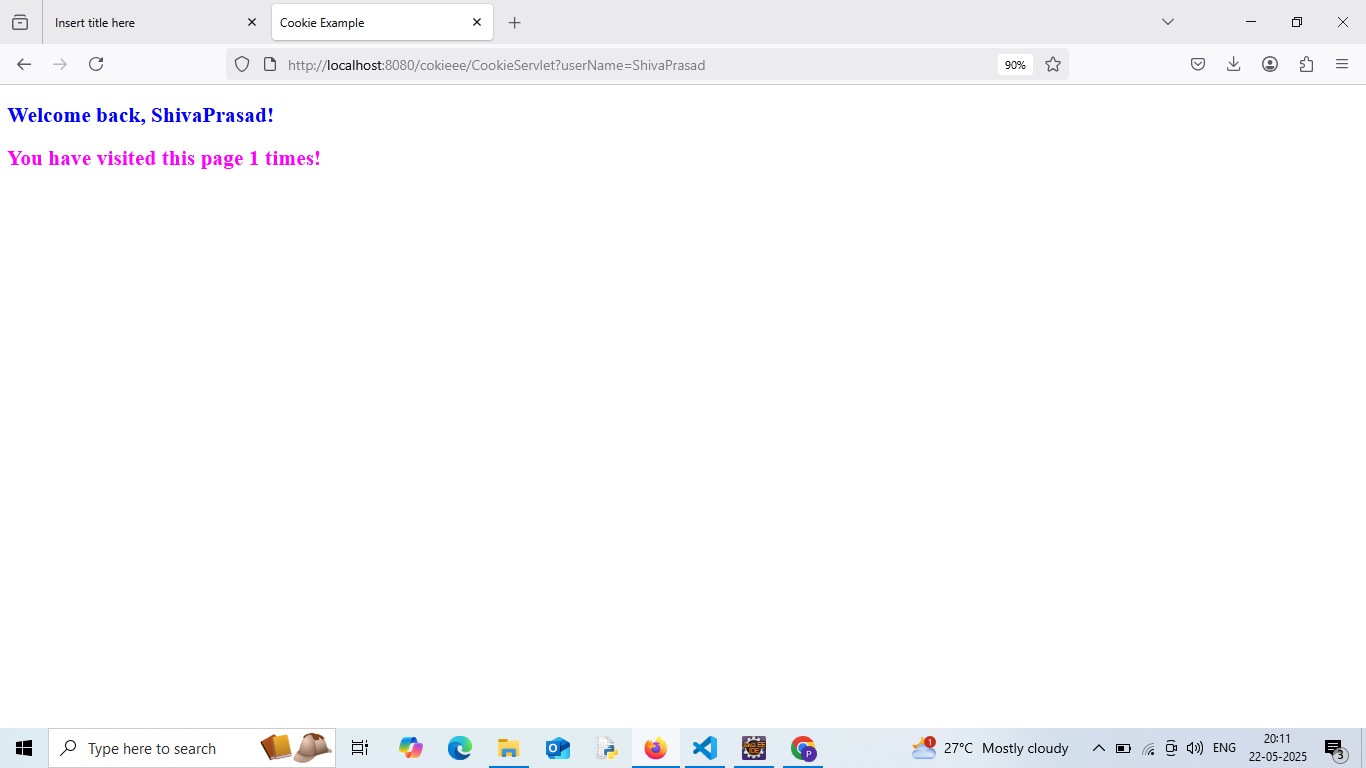 Insert title here
Cookie Example
http://localhost:8080/cokieee/CookieServlet?userName=ShivaPrasad
90%
Welcome back, ShivaPrasad!
You have visited this page 1 times!
Type here to search
1
27°C Mostly cloudy
ENG
20:11
22-05-2025
3